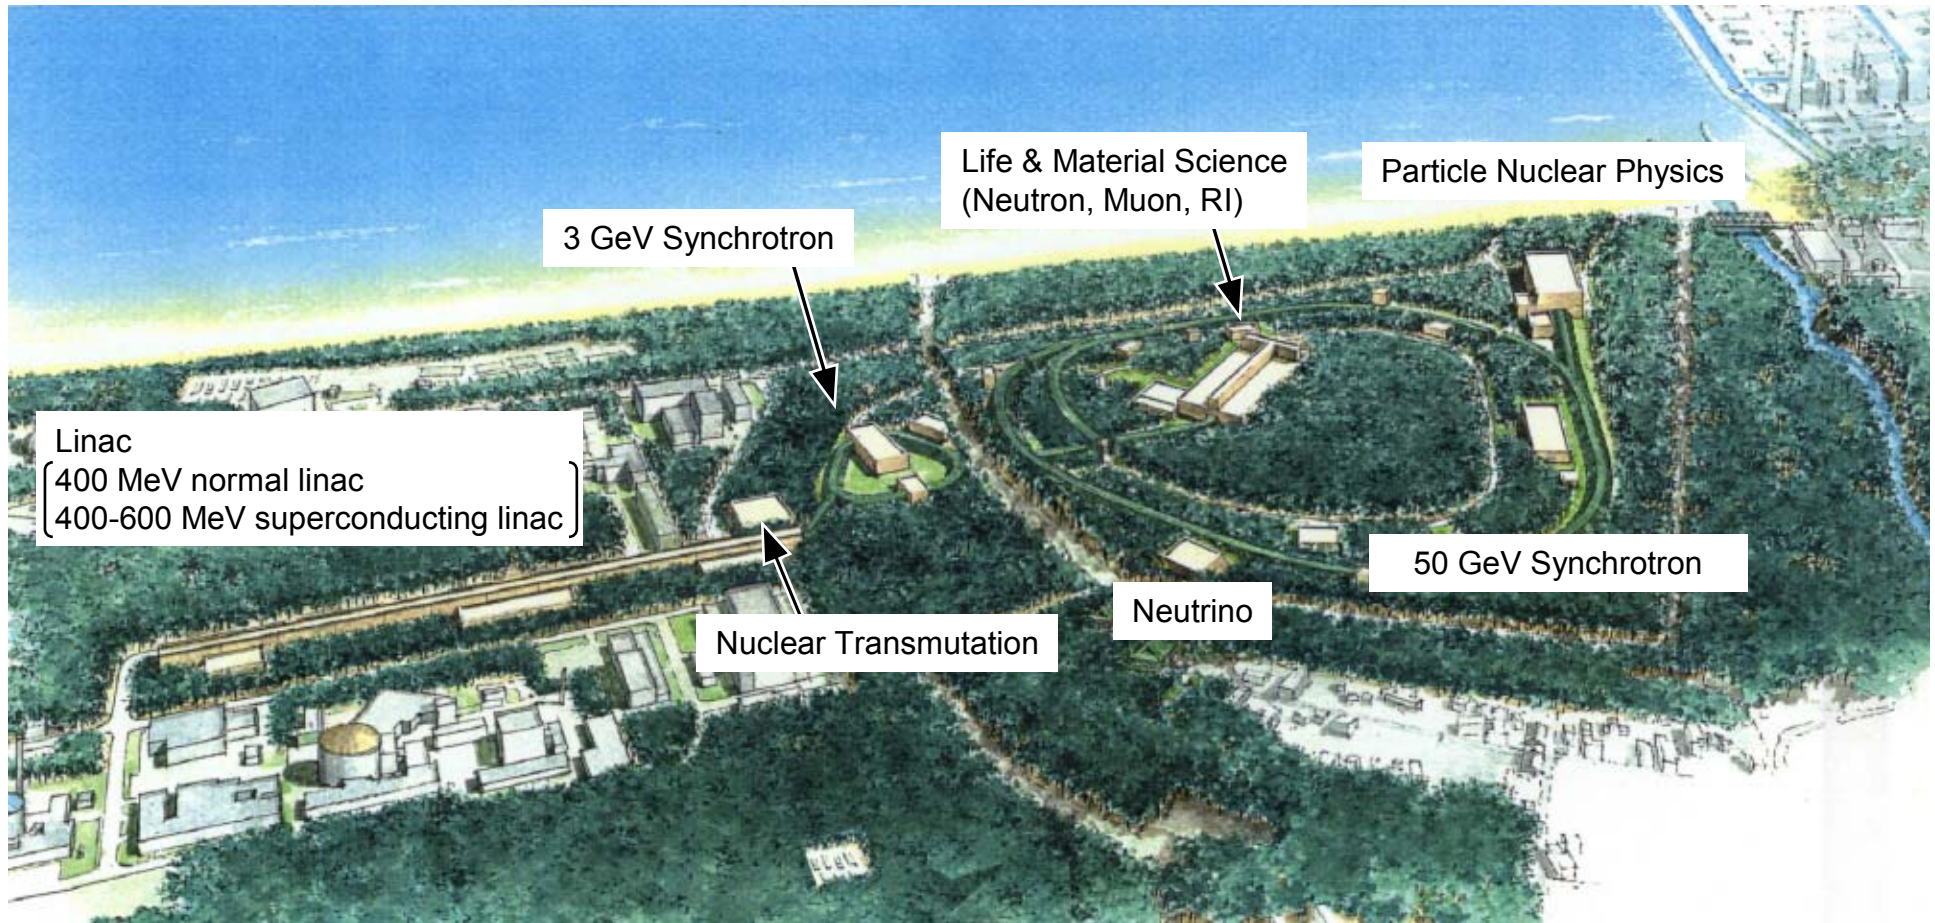 Life & Material Science
(Neutron, Muon, RI)
Particle Nuclear Physics
3 GeV Synchrotron
Linac
400 MeV normal linac
400-600 MeV superconducting linac
50 GeV Synchrotron
Neutrino
Nuclear Transmutation